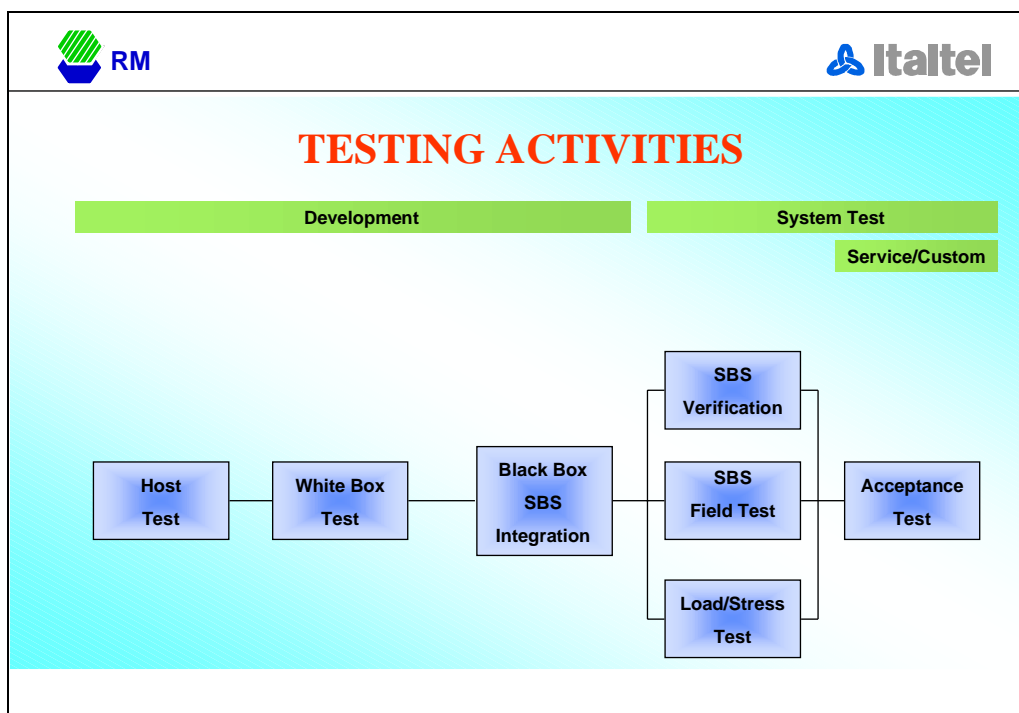 RM
Italtel
TESTING ACTIVITIES
Development
System Test
Service/Custom
Host
Test
White Box
Test
Black Box
SBS
Integration
SBS
Verification
SBS
Field Test
Load/Stress
Test
Acceptance
Test